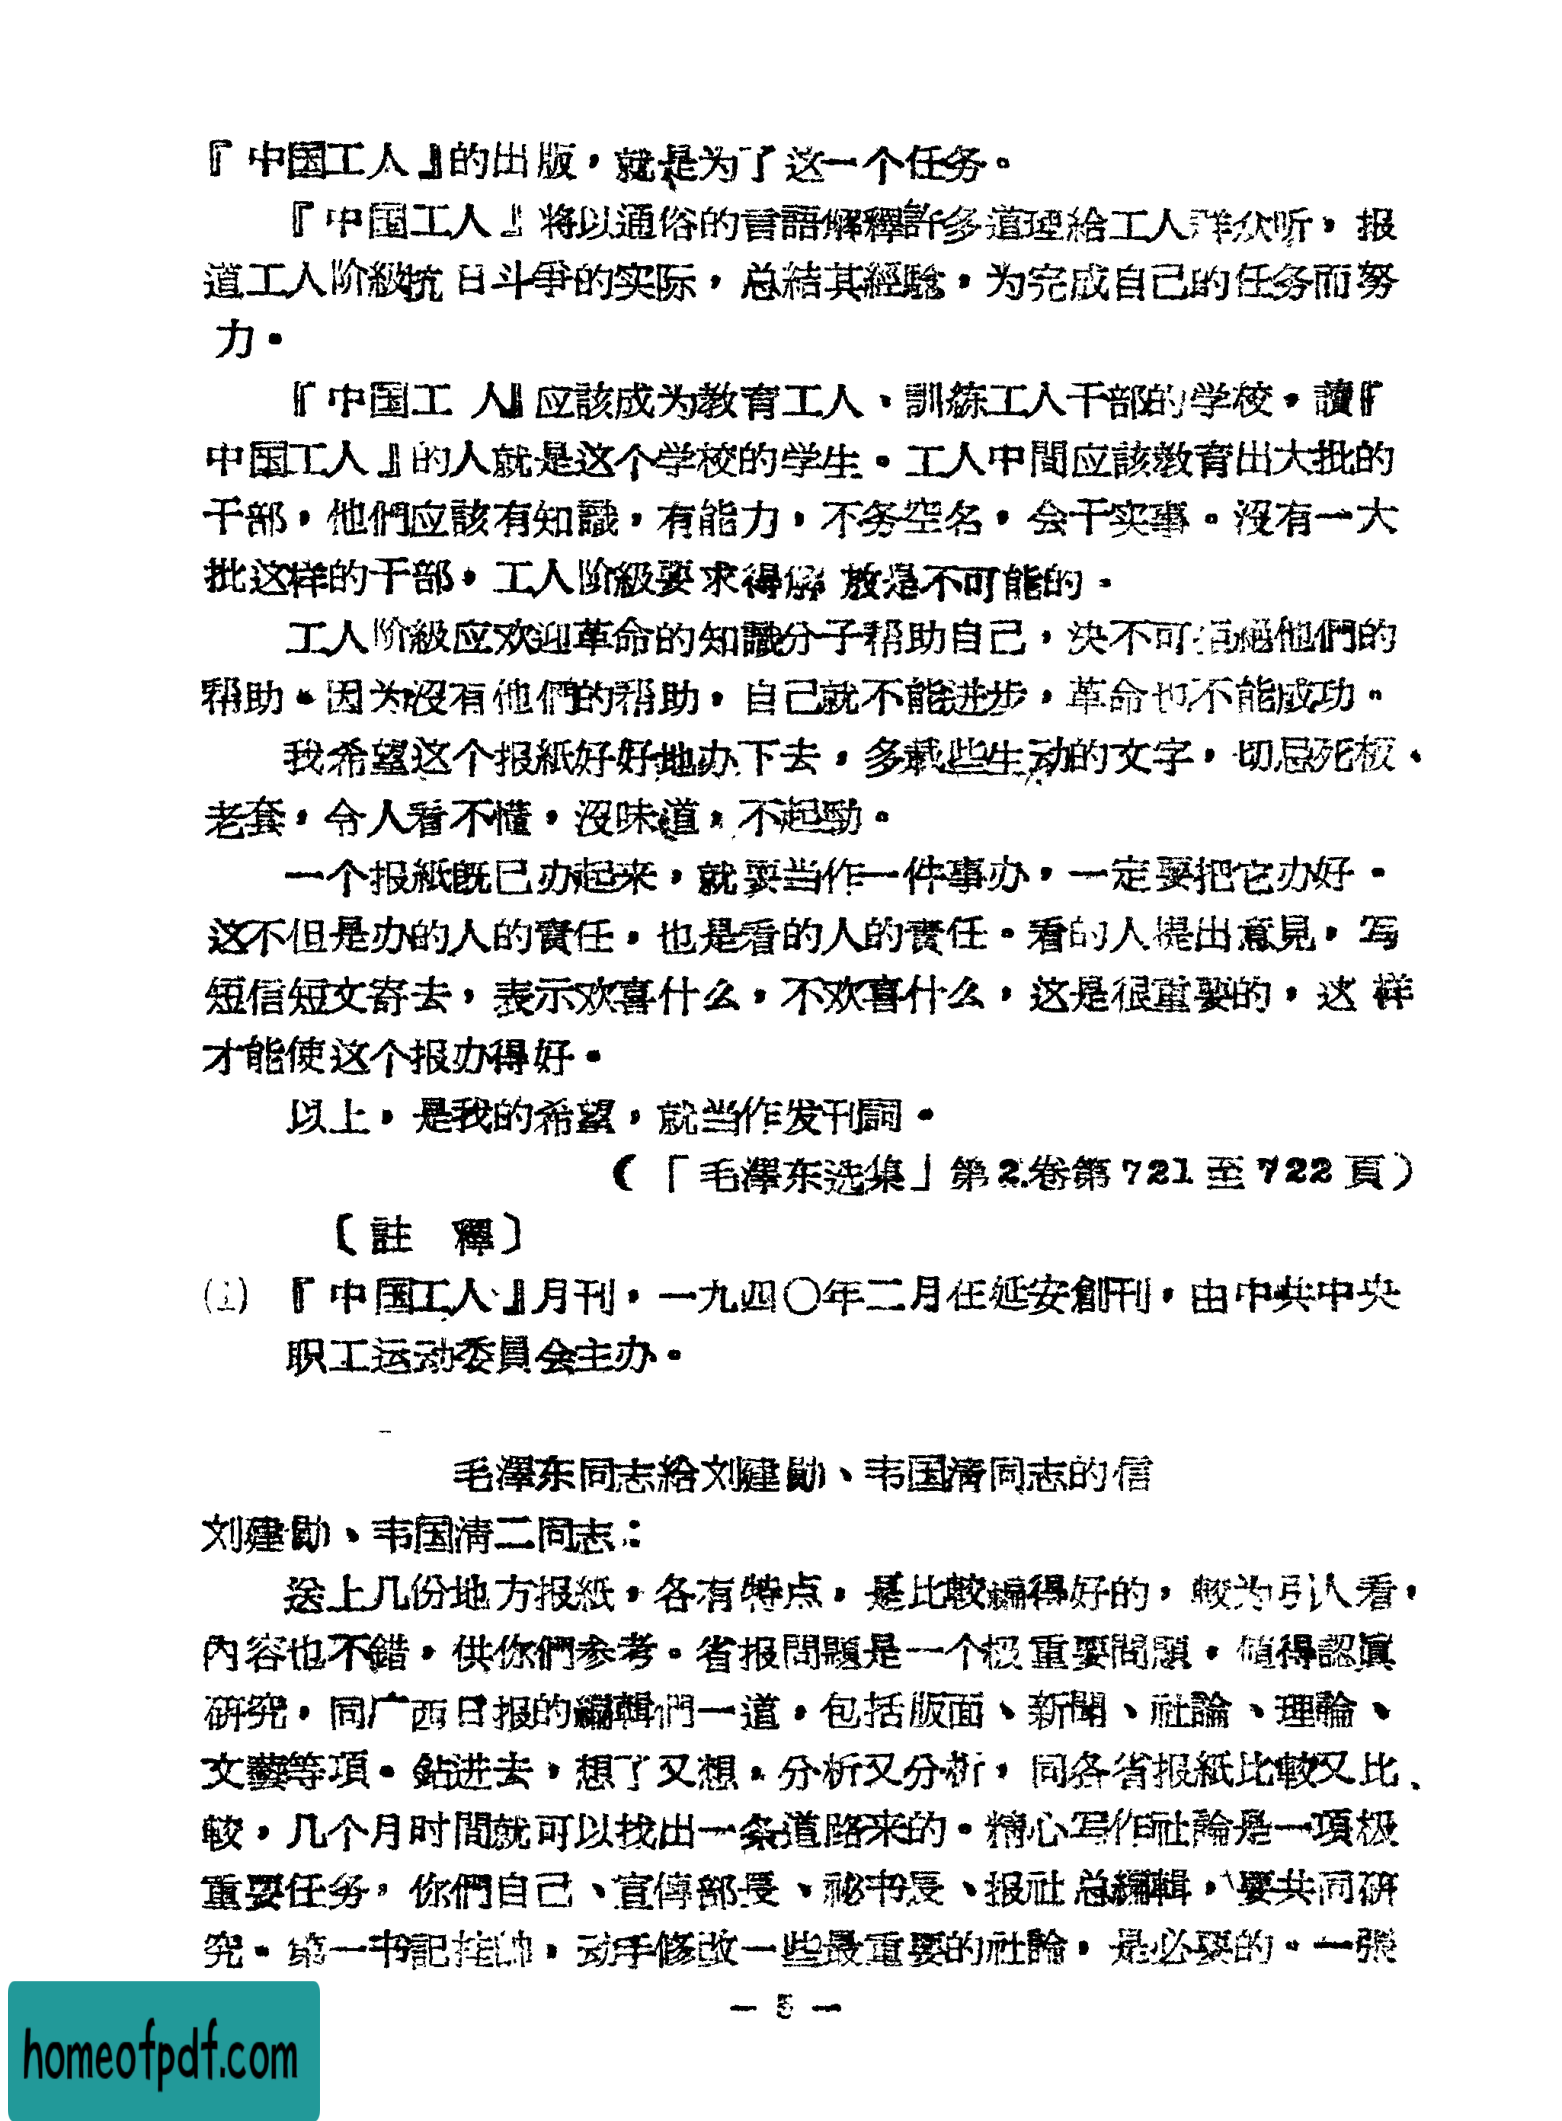 『中国工人』的出版，就是为了这一个任务。
『中国工人』将以通俗的言語解釋許多道理給工人群众听，报
道工人阶級抗日斗爭的实际，总結其經驗，为完成自己的任务而努
力。
『中国工人』应該成为教育工人、訓练工人干部的学校，讀『
中国工人』的人就是这个学校的学生。工人中間应該敎育出大批的
干部，他們应該有知識，有能力，不务空名，会干实事。沒有一大
批这样的干部，工人阶級要求得解放是不可能的。
工人阶級应欢迎革命的知識分子帮助自己，决不可拒絕他們的
帮助。因为沒有他們的帮助，自己就不能进步，革命也不能成功。
我希望这个报紙好好地办下去，多載些生动的文字，切忌死板、
老套，令人看不懂，沒味道，不起勁。
一个报紙既已办起来，就要当作一件事办，一定要把它办好。
这不但是办的人的責任，也是看的人的責任。看的人提出意見，写
短信短文寄去，表示欢喜什么，不欢喜什么，这是很重要的，这样
才能使这个报办得好。
以上，是我的希望，就当作发刊詞。
（「毛澤东选集」第2卷第721至722頁）
〔註　釋〕
(1)　『中国工人』月刊，一九四〇年二月在延安創刊，由中共中央
职工运动委員会主办。
毛澤东同志給刘建勛、韦国淸同志的信
刘建勛、韦国淸二同志：
送上几份地方报紙，各有特点，是比較編得好的，較为引人看，
內容也不錯，供你們参考。省报問題是一个极重要問題，値得認眞
研究，同广西日报的編輯們一道，包括版面、新聞、社論、理論、
文藝等項。鉆进去，想了又想，分析又分析，同各省报紙比較又比
較，几个月时間就可以找出一条道路来的。精心写作社論是一項极
重要任务，你們自己、宣傳部長、祕书長、报社总編輯，要共同研
究。第一书記挂帅，动手修改一些最重要的社論，是必要的。一張
— 5 —
homeofpdf.com